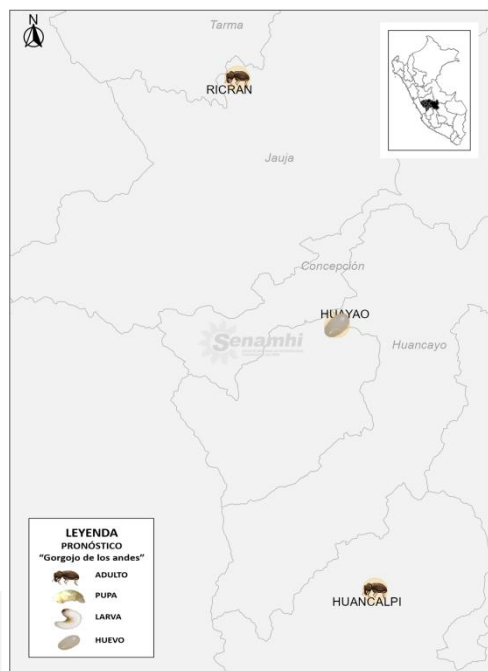 N
Tarma
RICRAN
Jauja
Concepción
HUAYAO
Senamhi
Huancayo
LEYENDA
PRONÓSTICO
"Gorgojo de los andes"
ADULTO
PUPA
LARVA
HUEVO
HUANCALPI